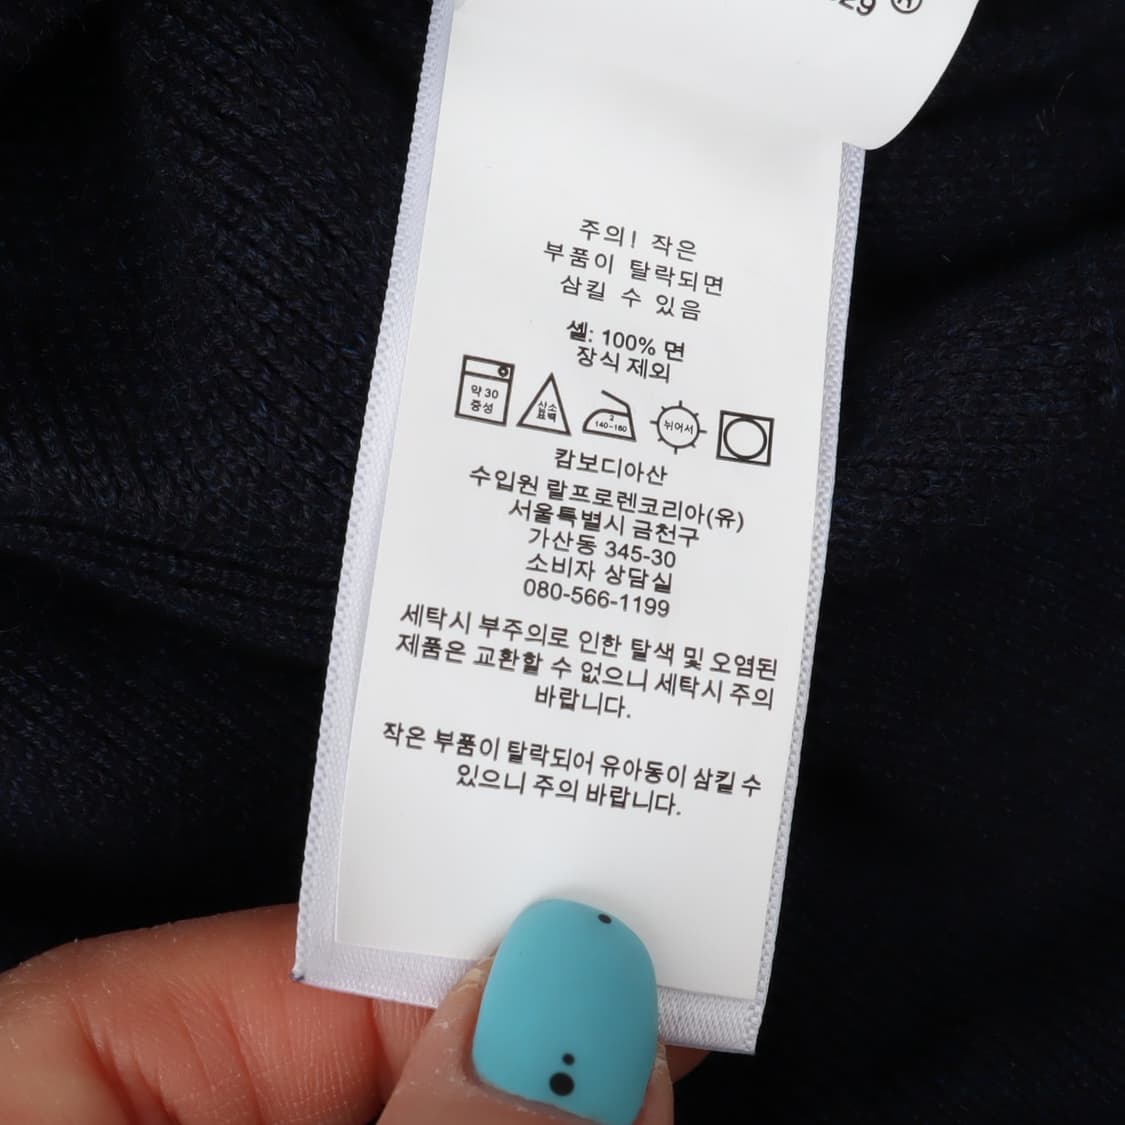 주의! 작은
부품이 탈락되면
삼킬 수 있음
셸: 100% 면
장식 제외
약 30
중성
산소
표백
2
140~160
뉘어서
캄보디아산
수입원 랄프로렌코리아(유)
서울특별시 금천구
가산동 345-30
소비자 상담실
080-566-1199
세탁시 부주의로 인한 탈색 및 오염된
제품은 교환할 수 없으니 세탁시 주의
바랍니다.
작은 부품이 탈락되어 유아동이 삼킬 수
있으니 주의 바랍니다.